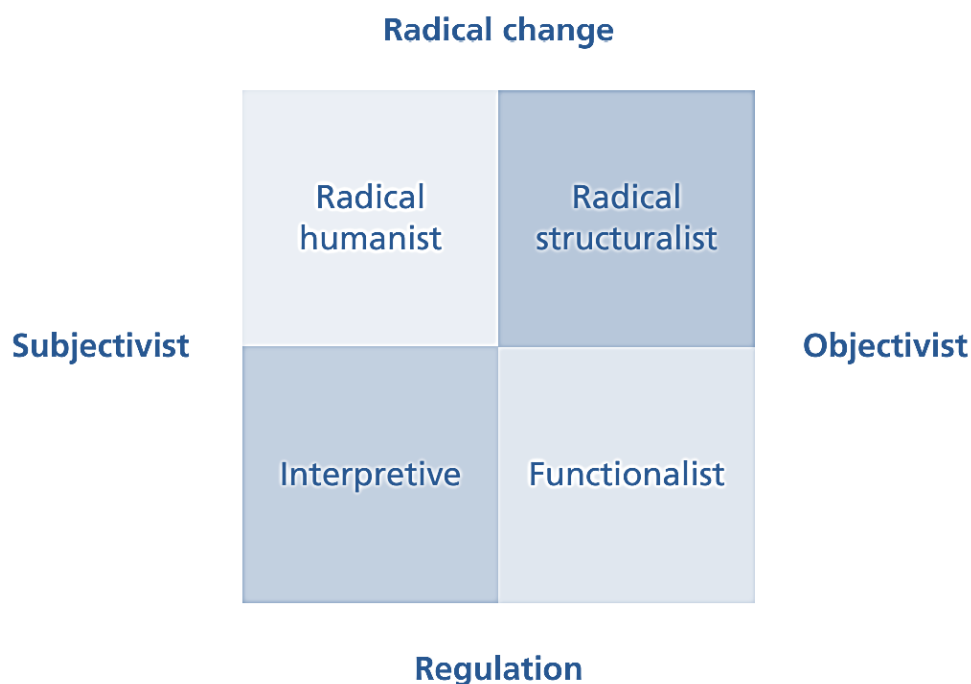 Radical change
Radical
humanist
Radical
structuralist
Subjectivist
Objectivist
Interpretive
Functionalist
Regulation